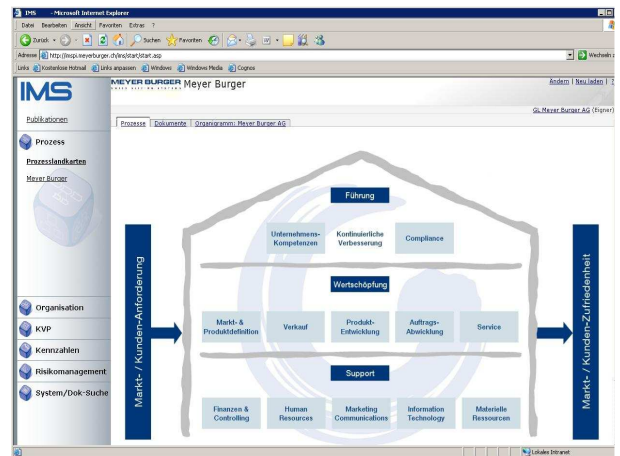 IMS - Microsoft Internet Explorer
Datei Bearbeiten Ansicht Favoriten Extras ?
Zurück Suchen Favoriten
Adresse http://imspi.meyerburger.ch/ims/start/start.asp Wechseln
Links Kostenlose Hotmail Links anpassen Windows Windows Media Cognos
IMS
MEYER BURGER Meyer Burger
Ändern | Neu laden |
GL Meyer Burger AG (Eigner)
Publikationen
Prozesse Dokumente Organigramm: Meyer Burger AG
Prozess
Prozesslandkarten
Meyer Burger
Organisation
KVP
Kennzahlen
Risikomanagement
System/Dok-Suche
Markt- / Kunden-Anforderung
Führung
Unternehmens-
Kompetenzen
Kontinuierliche
Verbesserung
Compliance
Wertschöpfung
Markt- &
Produktdefinition
Verkauf
Produkt-
Entwicklung
Auftrags-
Abwicklung
Service
Support
Finanzen &
Controlling
Human
Resources
Marketing
Communications
Information
Technology
Materielle
Ressourcen
Markt- / Kunden-Zufriedenheit
Lokales Intranet